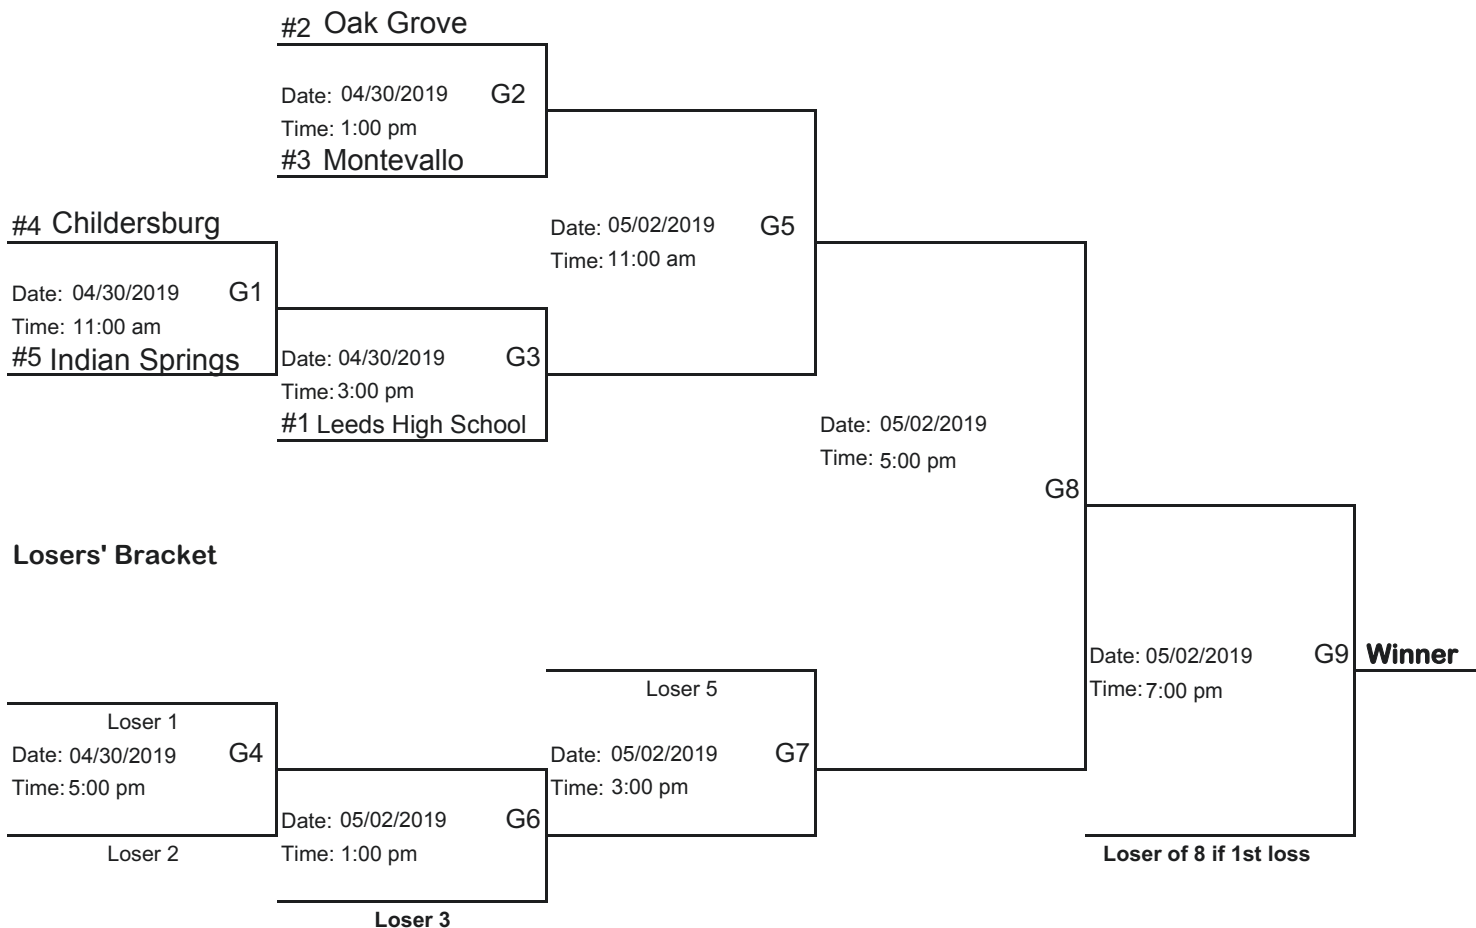 #2 Oak Grove
Date: 04/30/2019 G2
Time: 1:00 pm
#3 Montevallo
#4 Childersburg
Date: 04/30/2019 G1
Time: 11:00 am
#5 Indian Springs
Date: 04/30/2019 G3
Time: 3:00 pm
#1 Leeds High School
Date: 05/02/2019 G5
Time: 11:00 am
Date: 05/02/2019
Time: 5:00 pm
G8
Losers' Bracket
Loser 1
Date: 04/30/2019 G4
Time: 5:00 pm
Loser 2
Date: 05/02/2019 G6
Time: 1:00 pm
Loser 3
Loser 5
Date: 05/02/2019 G7
Time: 3:00 pm
Date: 05/02/2019 G9
Time: 7:00 pm
Winner
Loser of 8 if 1st loss